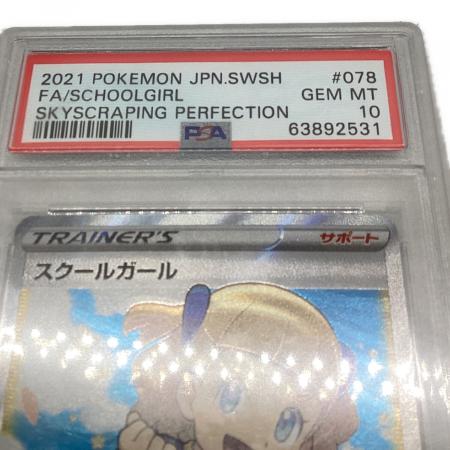 2021 POKEMON JPN.SWSH #078
FA/SCHOOLGIRL GEM MT
SKYSCRAPING PERFECTION 10
PSA 63892531
TRAINER'S サポート
スクールガール